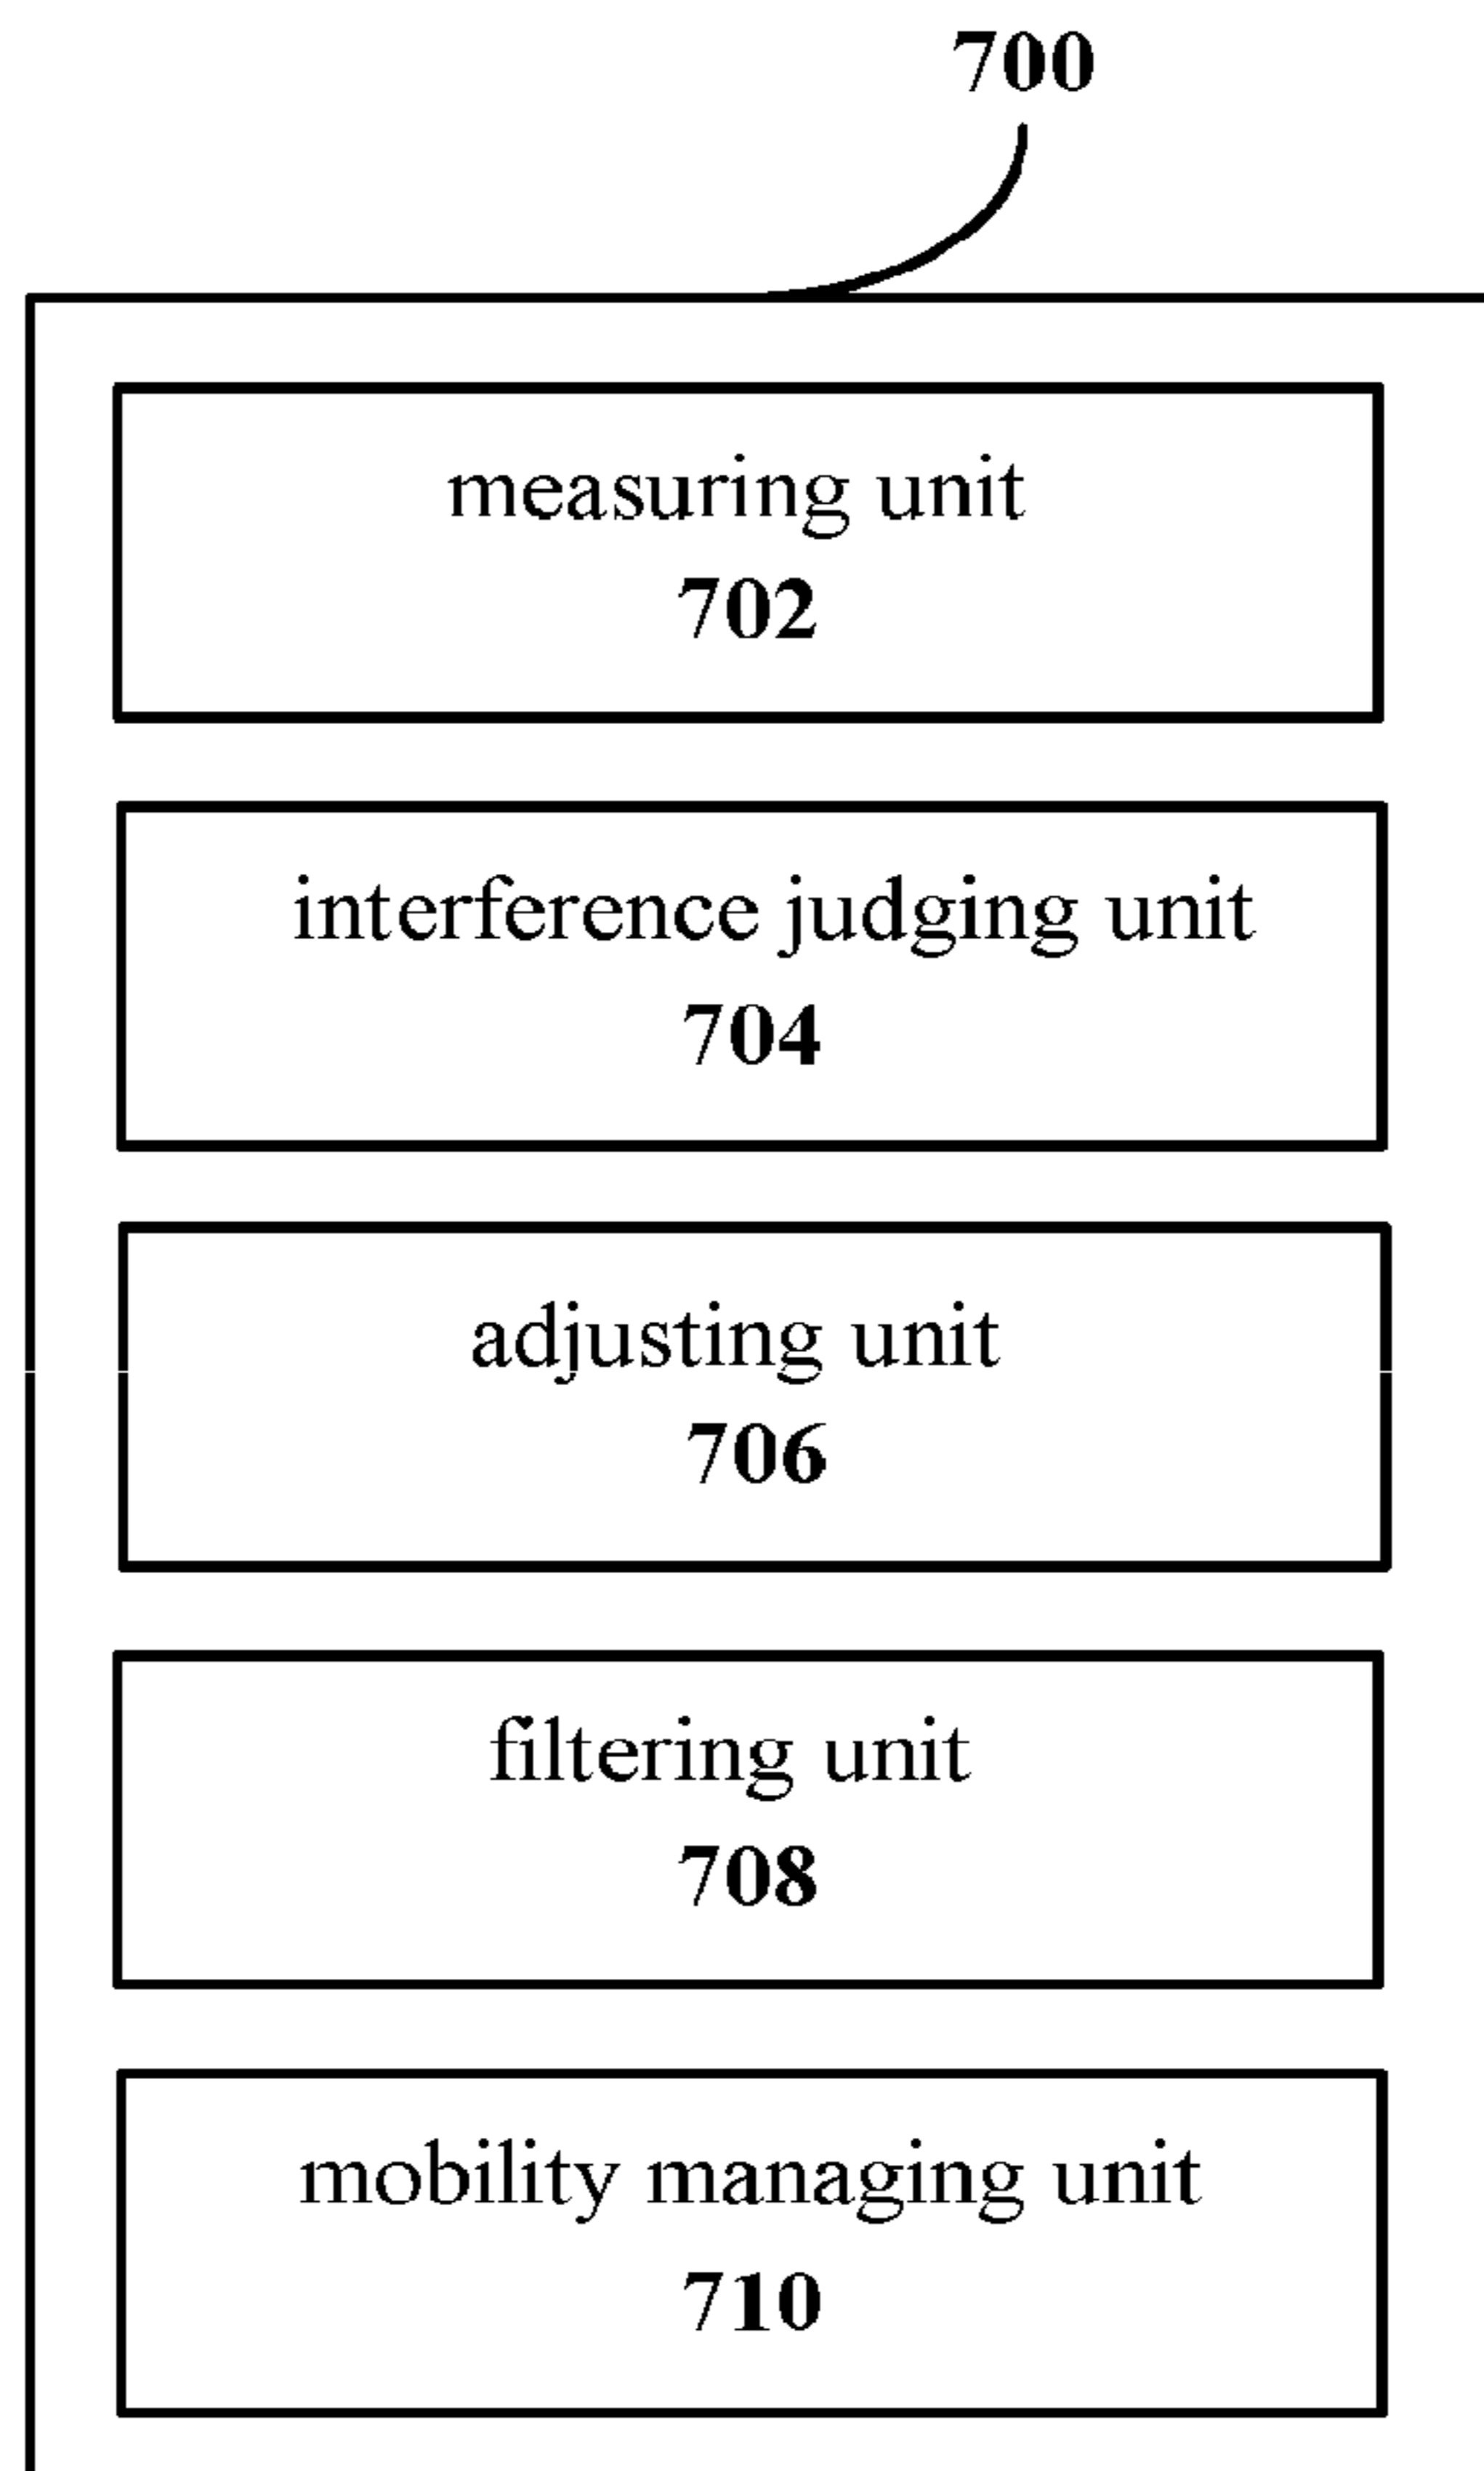 700
measuring unit
702
interference judging unit
704
adjusting unit
706
filtering unit
708
mobility managing unit
710